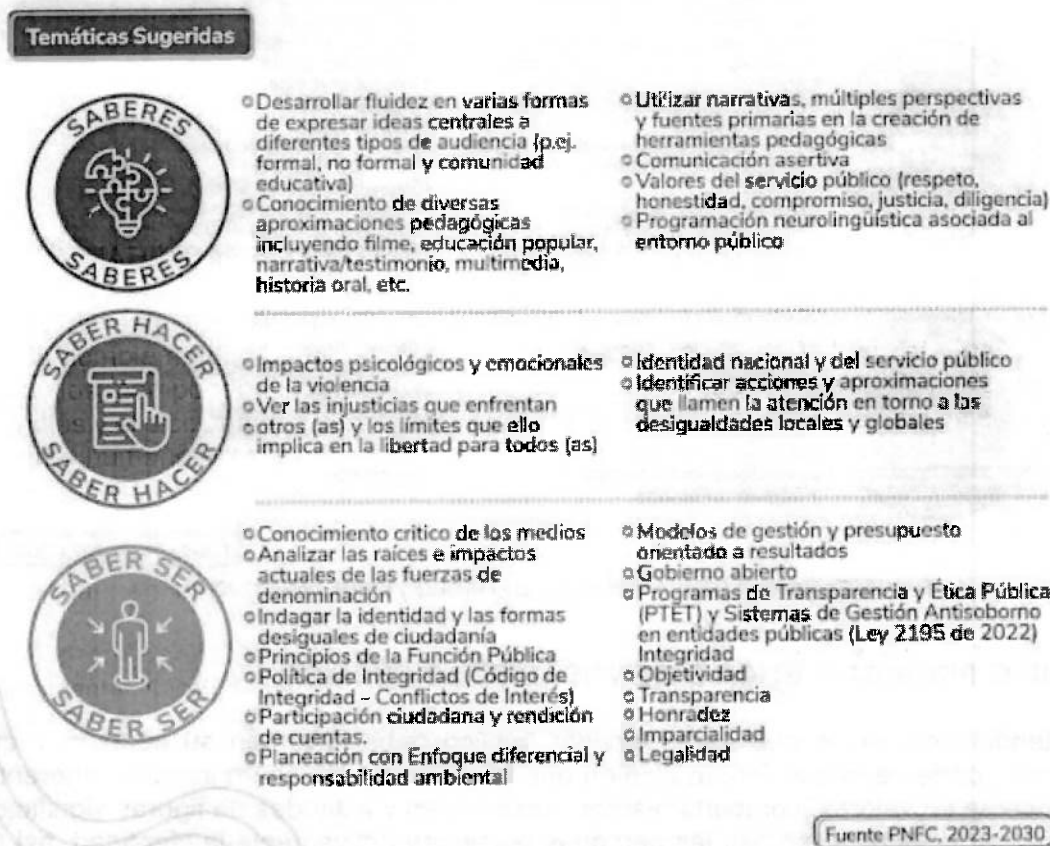 Temáticas Sugeridas
SABERES
SABERES
Desarrollar fluidez en varias formas
de expresar ideas centrales a
diferentes tipos de audiencia (p.ej.
formal, no formal y comunidad
educativa)
Conocimiento de diversas
aproximaciones pedagógicas
incluyendo filme, educación popular,
narrativa/testimonio, multimedia,
historia oral, etc.
Utilizar narrativas, múltiples perspectivas
y fuentes primarias en la creación de
herramientas pedagógicas
Comunicación asertiva
Valores del servicio público (respeto,
honestidad, compromiso, justicia, diligencia)
Programación neurolingüística asociada al
entorno público
SABER HACER
SABER HACER
Impactos psicológicos y emocionales
de la violencia
Ver las injusticias que enfrentan
otros (as) y los límites que ello
implica en la libertad para todos (as)
Identidad nacional y del servicio público
Identificar acciones y aproximaciones
que llamen la atención en torno a las
desigualdades locales y globales
SABER SER
SABER SER
Conocimiento crítico de los medios
Analizar las raíces e impactos
actuales de las fuerzas de
denominación
Indagar la identidad y las formas
desiguales de ciudadanía
Principios de la Función Pública
Política de Integridad (Código de
Integridad – Conflictos de Interés)
Participación ciudadana y rendición
de cuentas.
Planeación con Enfoque diferencial y
responsabilidad ambiental
Modelos de gestión y presupuesto
orientado a resultados
Gobierno abierto
Programas de Transparencia y Ética Pública
(PTET) y Sistemas de Gestión Antisoborno
en entidades públicas (Ley 2195 de 2022)
Integridad
Objetividad
Transparencia
Honradez
Imparcialidad
Legalidad
Fuente PNFC, 2023-2030